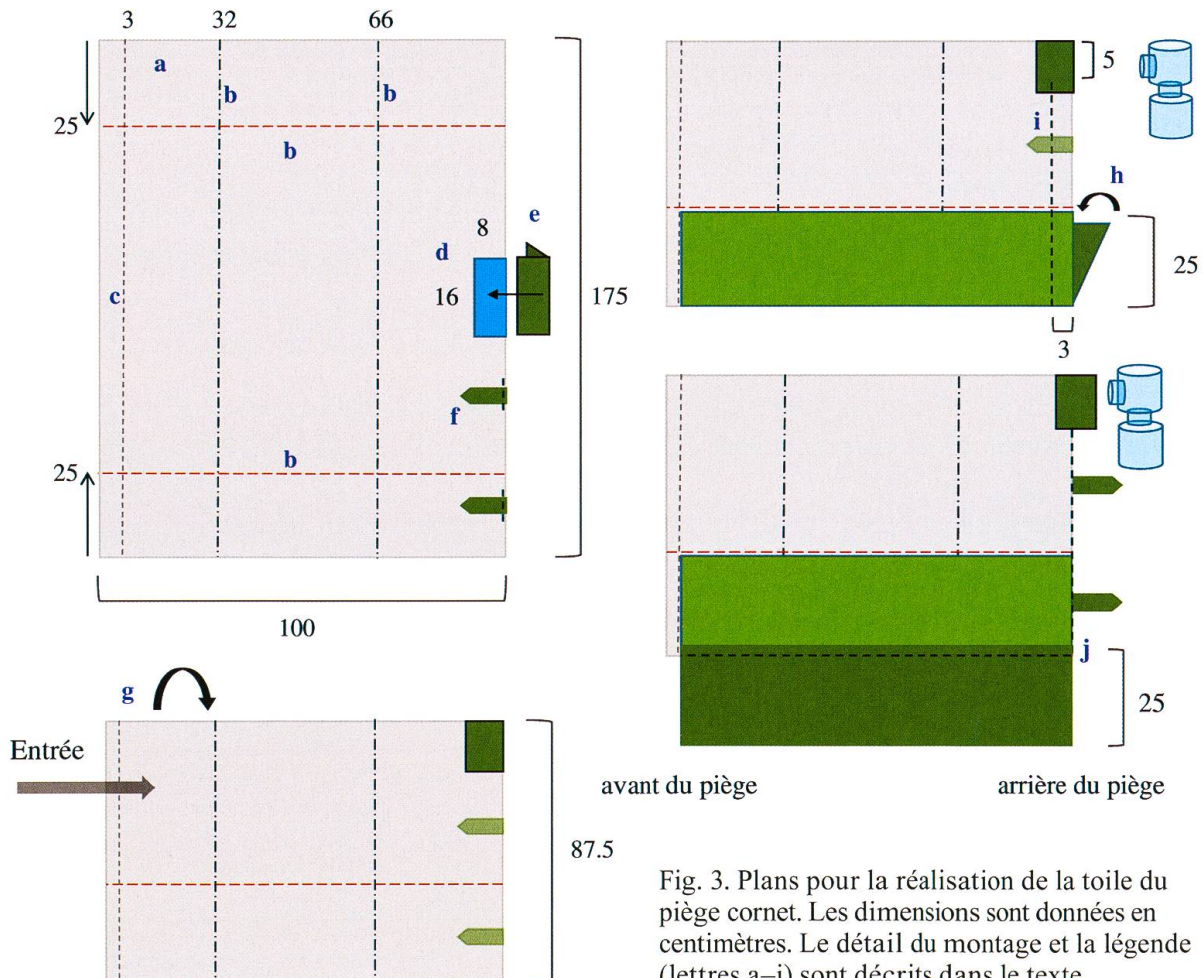 3 32 66
a
b b
25
b
8
e
d
c
16
175
f
b
25
100
g
Entrée
87.5
5
i
h
25
3
j
25
avant du piège arrière du piège
Fig. 3. Plans pour la réalisation de la toile du
piège cornet. Les dimensions sont données en
centimètres. Le détail du montage et la légende
(lettres a–j) sont décrits dans le texte.